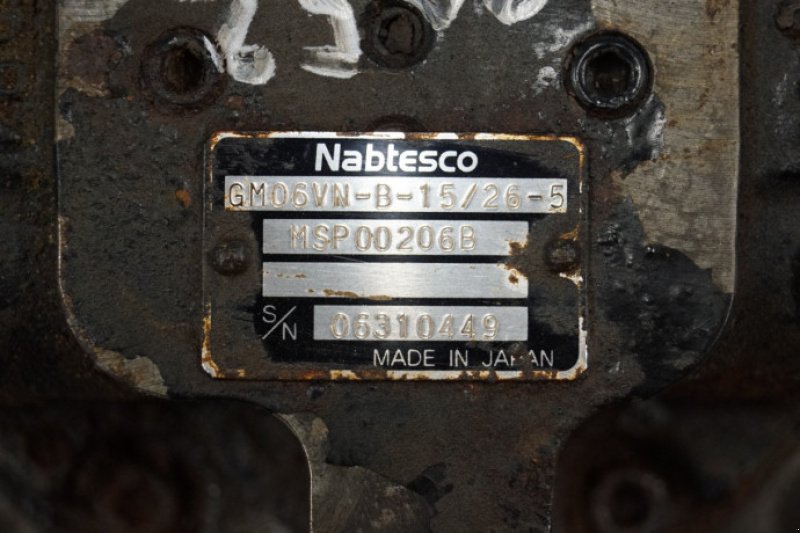 Nabtesco
GM06VN-B-15/26-5
MSP00206B
S/N 06310449
MADE IN JAPAN